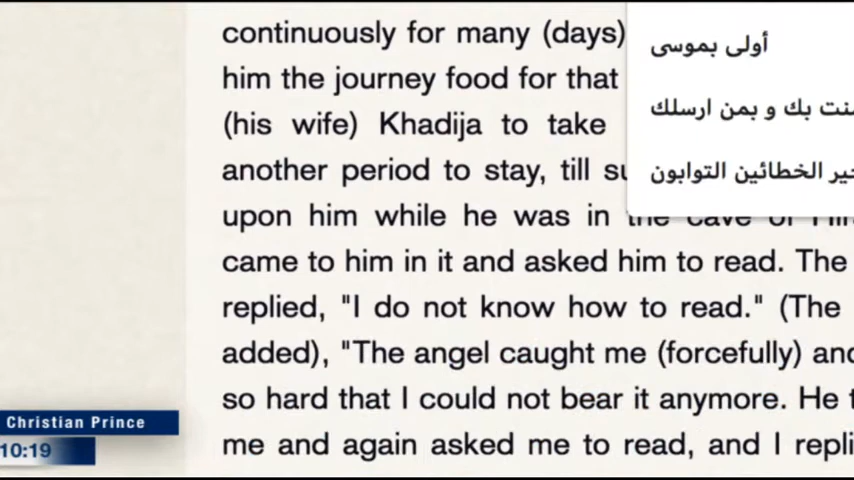 continuously for many (days)
him the journey food for that
(his wife) Khadija to take
another period to stay, till
upon him while he was in the cave of
came to him in it and asked him to read. The
replied, "I do not know how to read." (The
added), "The angel caught me (forcefully) and
so hard that I could not bear it anymore. He
me and again asked me to read, and I
أولى بموسى
بك و بمن ارسلك
الخطائين التوابون
Christian Prince
10:19